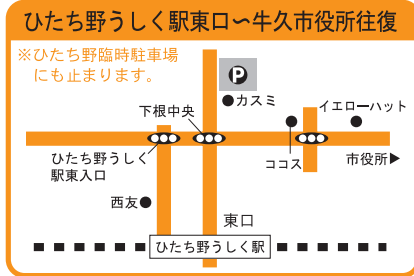 ひたち野うしく駅東口～牛久市役所往復
※ひたち野臨時駐車場
にも止まります。
P
カスミ
下根中央
イエローハット
ひたち野うしく
駅東入口
ココス
市役所▶
西友
東口
ひたち野うしく駅